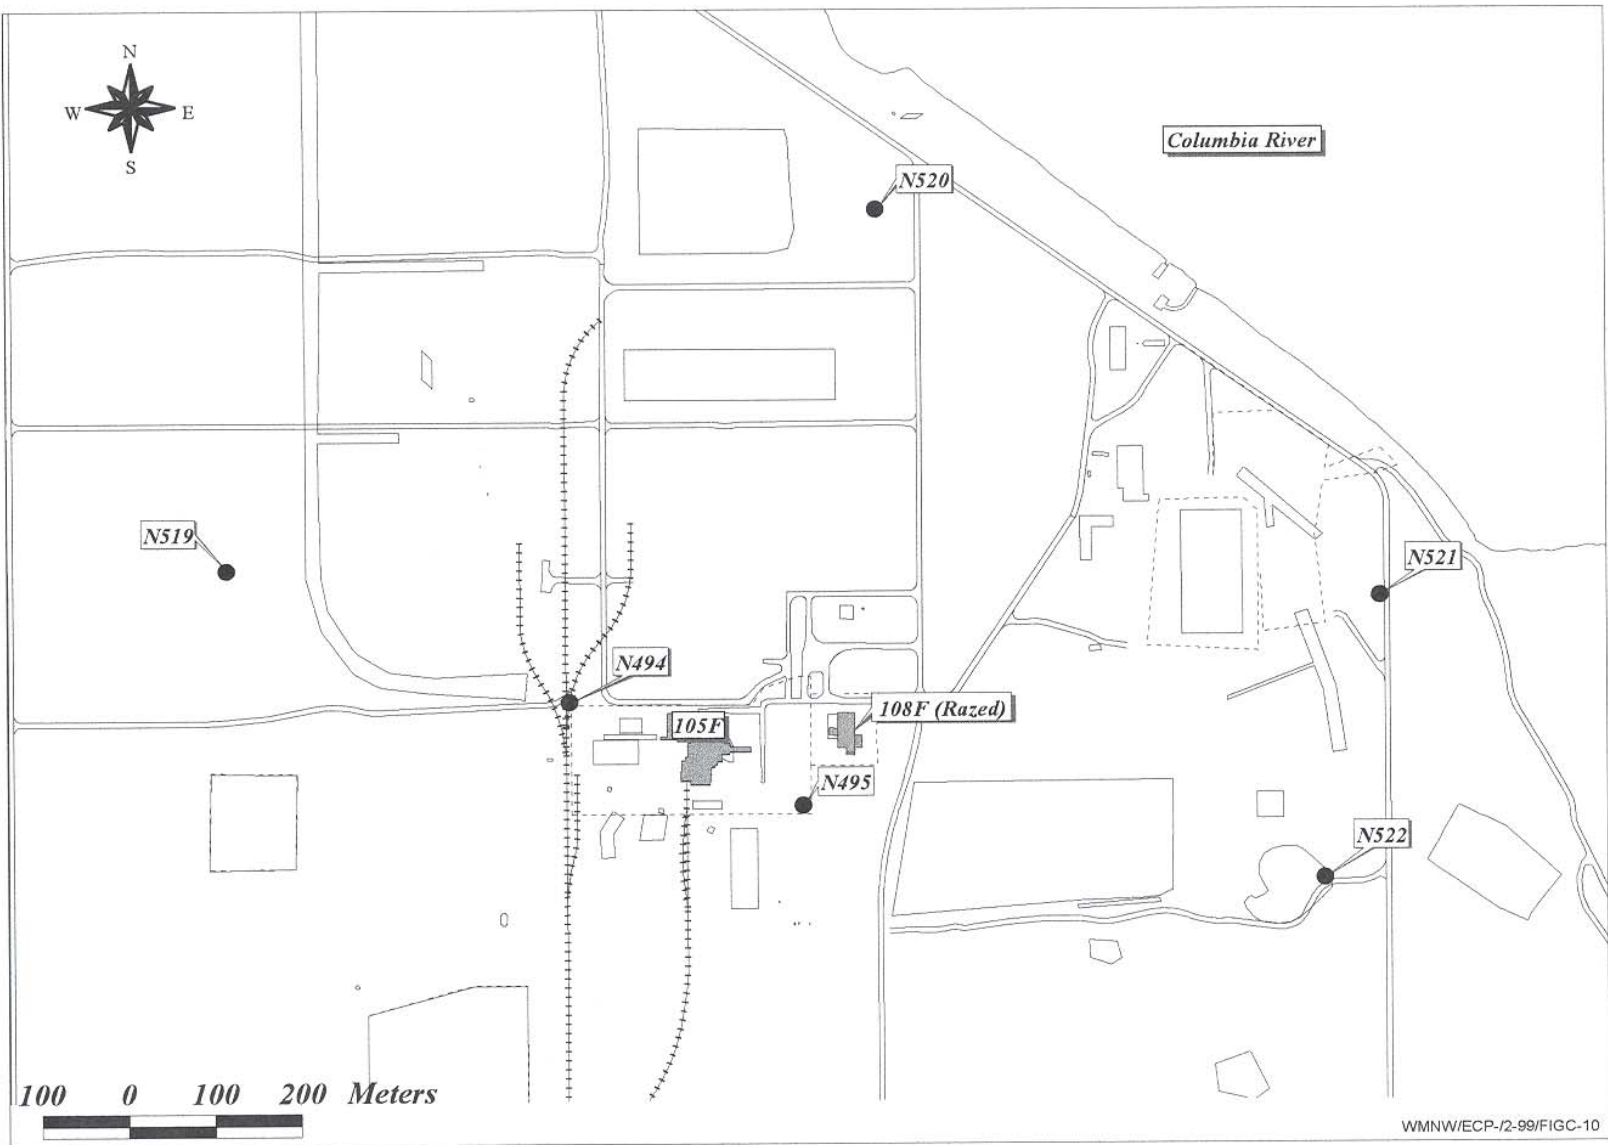 N
W E
S
Columbia River
N520
N519
N521
N494
108F (Razed)
105F
N495
N522
100 0 100 200 Meters
WMNW/ECP-/2-99/FIGC-10